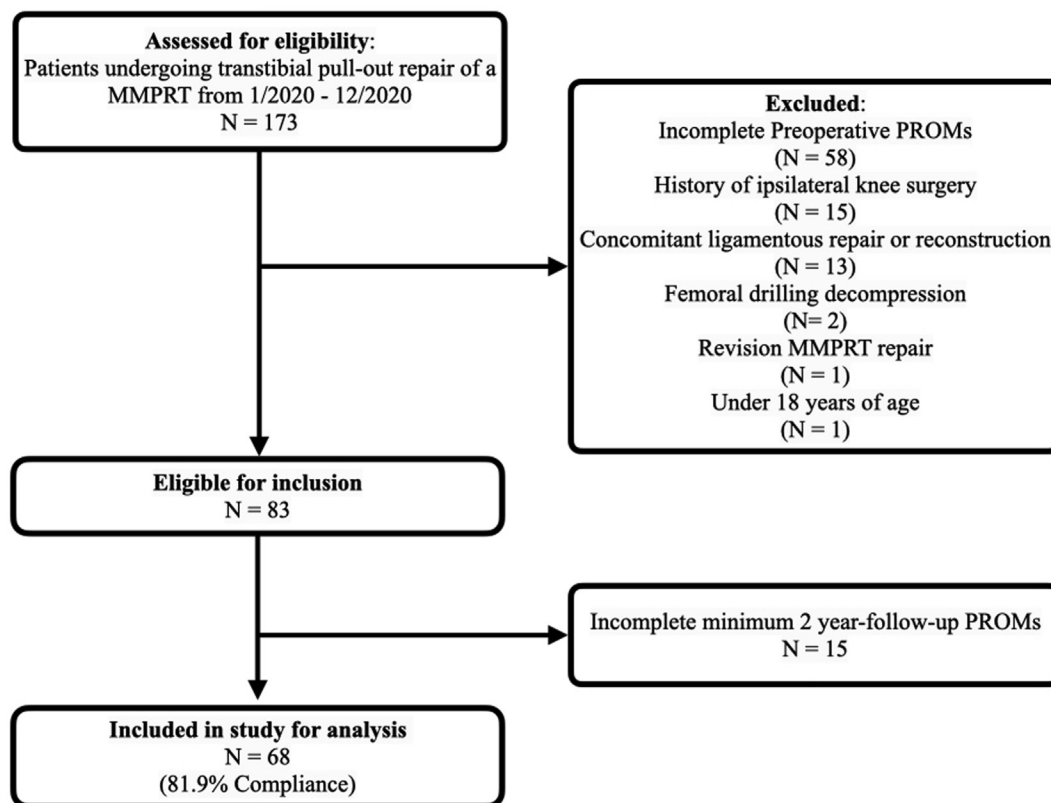 Assessed for eligibility:
Patients undergoing transtibial pull-out repair of a
MMPRT from 1/2020 - 12/2020
N = 173
Excluded:
Incomplete Preoperative PROMs
(N = 58)
History of ipsilateral knee surgery
(N = 15)
Concomitant ligamentous repair or reconstruction
(N = 13)
Femoral drilling decompression
(N= 2)
Revision MMPRT repair
(N = 1)
Under 18 years of age
(N = 1)
Eligible for inclusion
N = 83
Incomplete minimum 2 year-follow-up PROMs
N = 15
Included in study for analysis
N = 68
(81.9% Compliance)